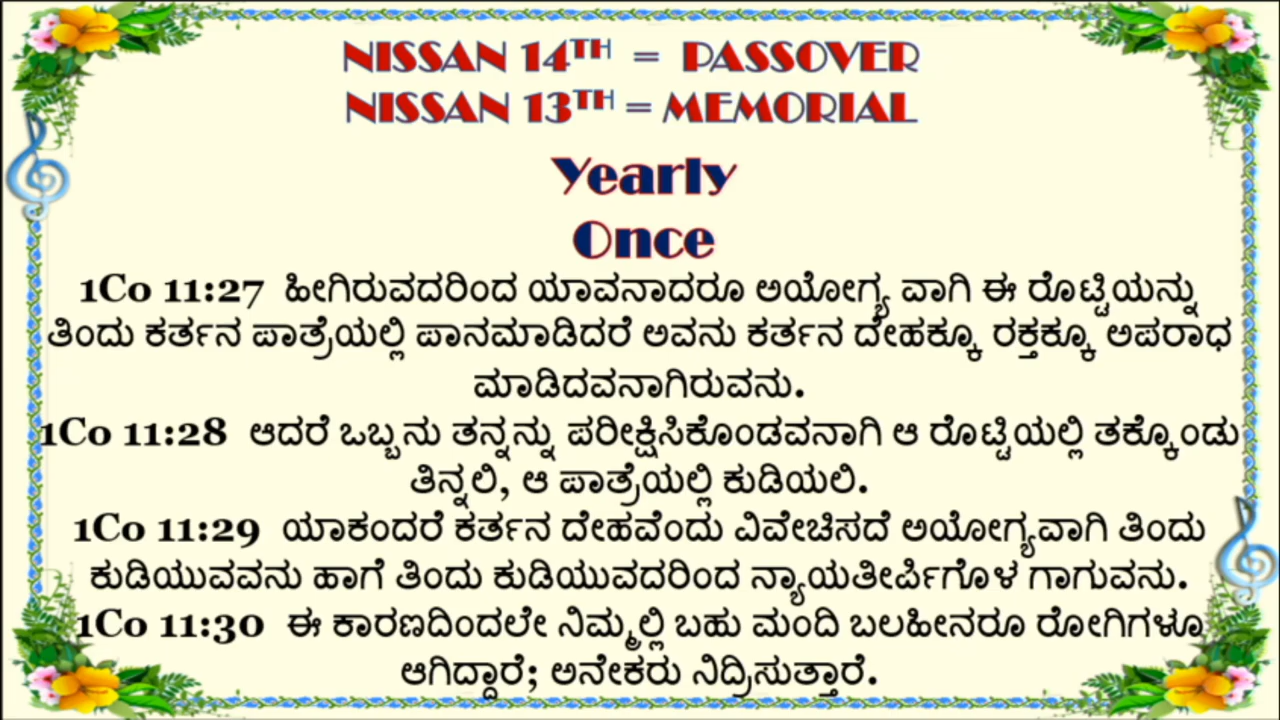 NISSAN 14TH = PASSOVER
NISSAN 13TH = MEMORIAL
Yearly
Once
1Co 11:27 ಹೀಗಿರುವದರಿಂದ ಯಾವನಾದರೂ ಅಯೋಗ್ಯ ವಾಗಿ ಈ ರೊಟ್ಟಿಯನ್ನು
ತಿಂದು ಕರ್ತನ ಪಾತ್ರೆಯಲ್ಲಿ ಪಾನಮಾಡಿದರೆ ಅವನು ಕರ್ತನ ದೇಹಕ್ಕೂ ರಕ್ತಕ್ಕೂ ಅಪರಾಧ
ಮಾಡಿದವನಾಗಿರುವನು.
1Co 11:28 ಆದರೆ ಒಬ್ಬನು ತನ್ನನ್ನು ಪರೀಕ್ಷಿಸಿಕೊಂಡವನಾಗಿ ಆ ರೊಟ್ಟಿಯಲ್ಲಿ ತಕ್ಕೊಂಡು
ತಿನ್ನಲಿ, ಆ ಪಾತ್ರೆಯಲ್ಲಿ ಕುಡಿಯಲಿ.
1Co 11:29 ಯಾಕಂದರೆ ಕರ್ತನ ದೇಹವೆಂದು ವಿವೇಚಿಸದೆ ಅಯೋಗ್ಯವಾಗಿ ತಿಂದು
ಕುಡಿಯುವವನು ಹಾಗೆ ತಿಂದು ಕುಡಿಯುವದರಿಂದ ನ್ಯಾಯತೀರ್ಪಿಗೊಳ ಗಾಗುವನು.
1Co 11:30 ಈ ಕಾರಣದಿಂದಲೇ ನಿಮ್ಮಲ್ಲಿ ಬಹು ಮಂದಿ ಬಲಹೀನರೂ ರೋಗಿಗಳೂ
ಆಗಿದ್ದಾರೆ; ಅನೇಕರು ನಿದ್ರಿಸುತ್ತಾರೆ.